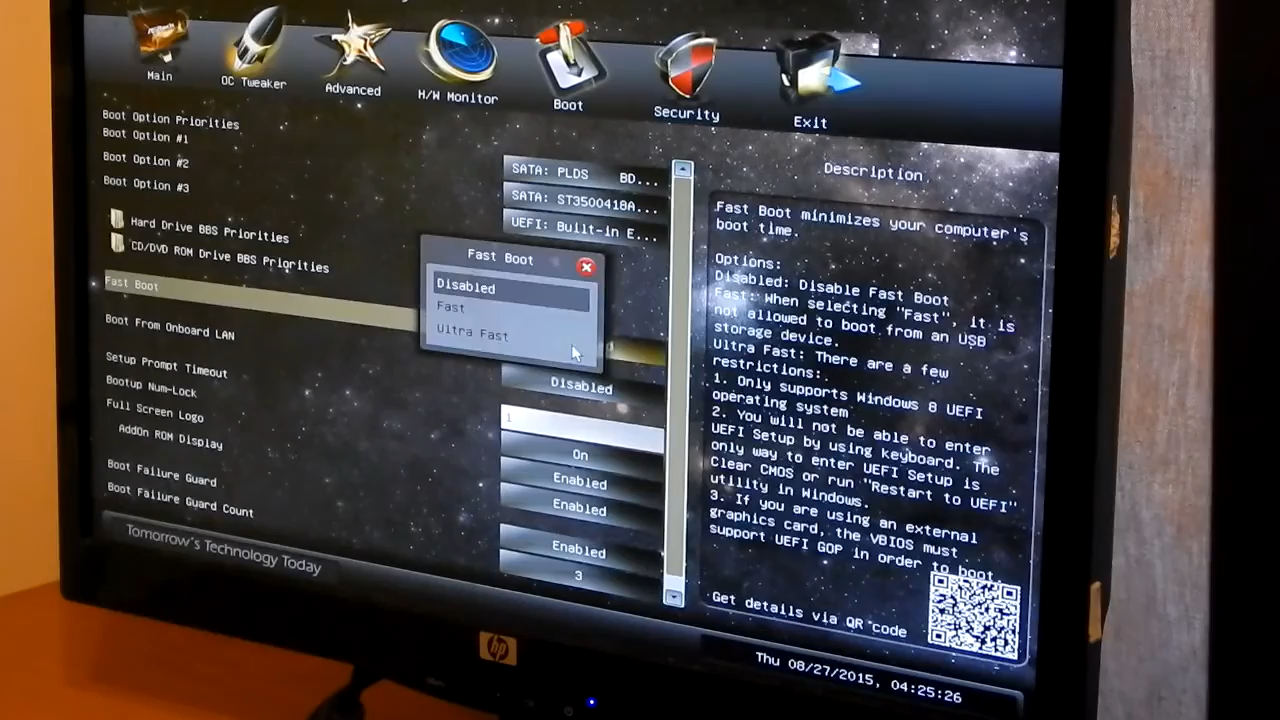 Main
OC Tweaker
Advanced
H/W Monitor
Boot
Security
Exit
Boot Option Priorities
Boot Option #1
SATA: PLDS BD...
Boot Option #2
SATA: ST3500418A...
Boot Option #3
UEFI: Built-in E...
Hard Drive BBS Priorities
CD/DVD ROM Drive BBS Priorities
Fast Boot
Fast Boot
Disabled
Fast
Ultra Fast
Boot From Onboard LAN
Disabled
Setup Prompt Timeout
1
Bootup Num-Lock
On
Full Screen Logo
Enabled
AddOn ROM Display
Enabled
Boot Failure Guard
Enabled
Boot Failure Guard Count
3
Description
Fast Boot minimizes your computer's
boot time.
Options:
Disabled: Disable Fast Boot
Fast: When selecting "Fast", it is
not allowed to boot from an USB
storage device.
Ultra Fast: There are a few
restrictions:
1. Only supports Windows 8 UEFI
operating system
2. You will not be able to enter
UEFI Setup by using keyboard. The
only way to enter UEFI Setup is
Clear CMOS or run "Restart to UEFI"
utility in Windows.
3. If you are using an external
graphics card, the VBIOS must
support UEFI GOP in order to boot.
Get details via QR code
Tomorrow's Technology Today
Thu 08/27/2015, 04:25:26
hp